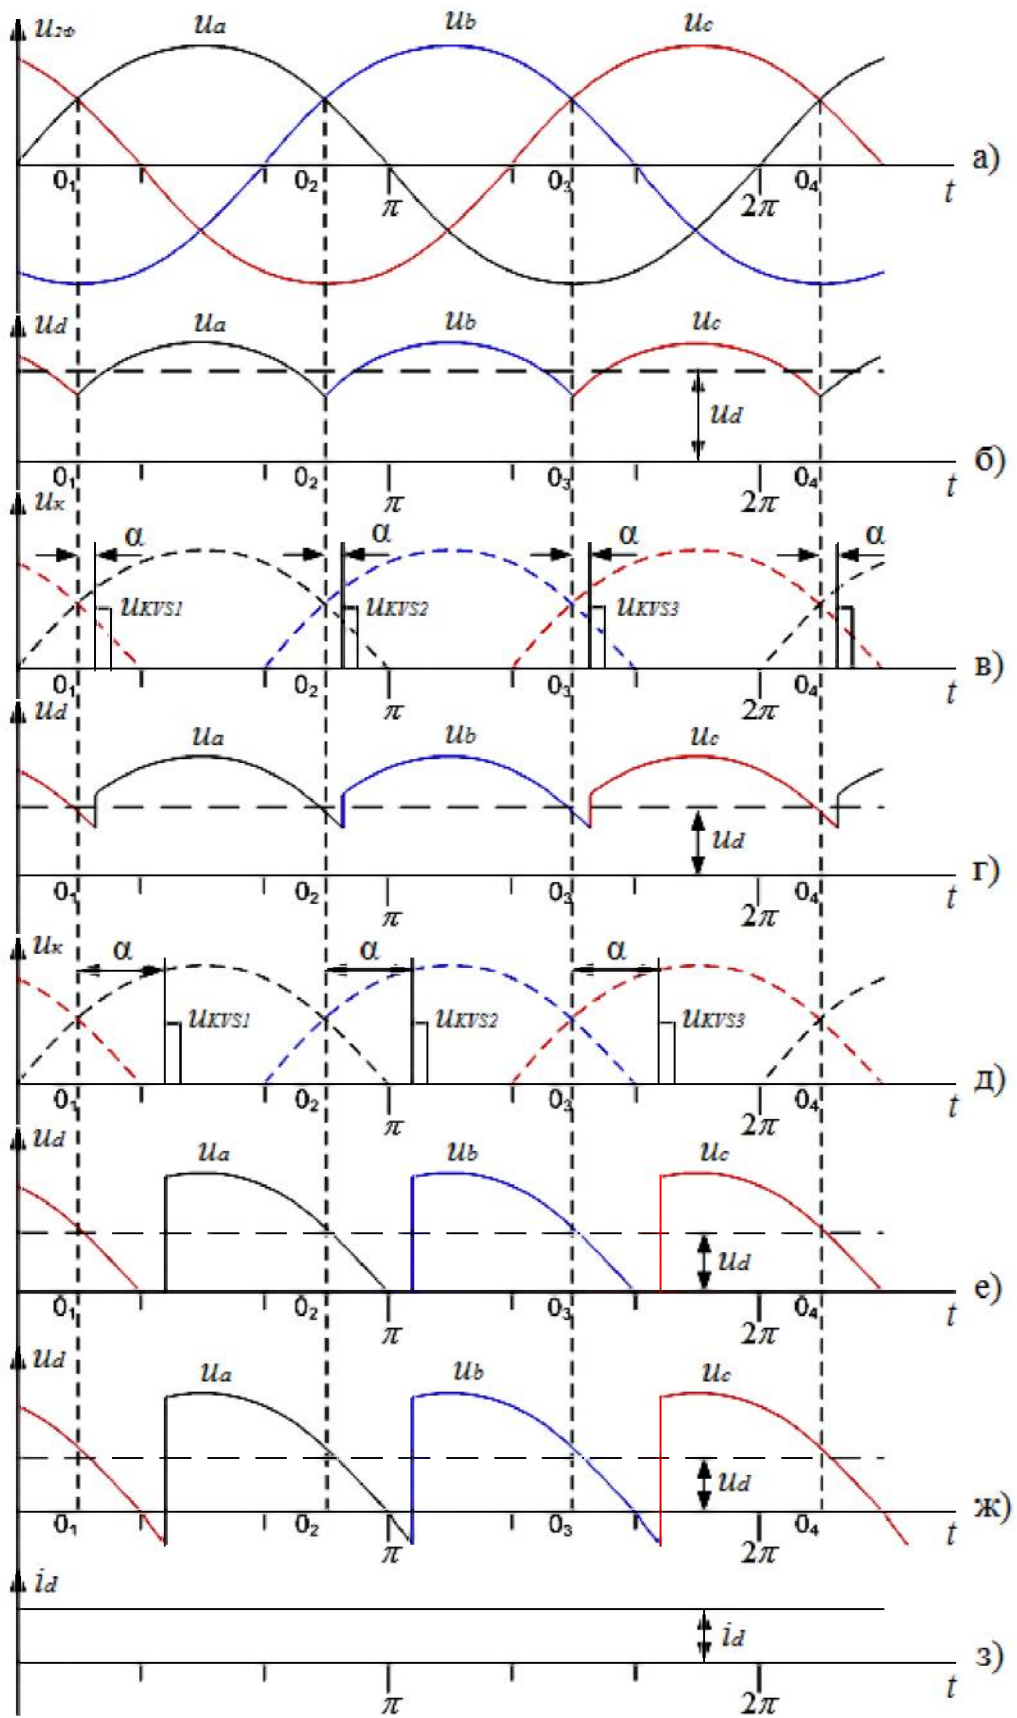 u2Ф ua ub uc
01 02 03 04 а)
π 2π t
ud ua ub uc
ud
01 02 03 04 б)
π 2π t
uк α α α α
uKVS1 uKVS2 uKVS3
01 02 03 04 в)
π 2π t
ud ua ub uc
ud
01 02 03 04 г)
π 2π t
uк α α α
uKVS1 uKVS2 uKVS3
01 02 03 04 д)
π 2π t
ud ua ub uc
ud
01 02 03 04 е)
π 2π t
ud ua ub uc
ud
01 02 03 04 ж)
π 2π t
id
id
з)
π 2π t